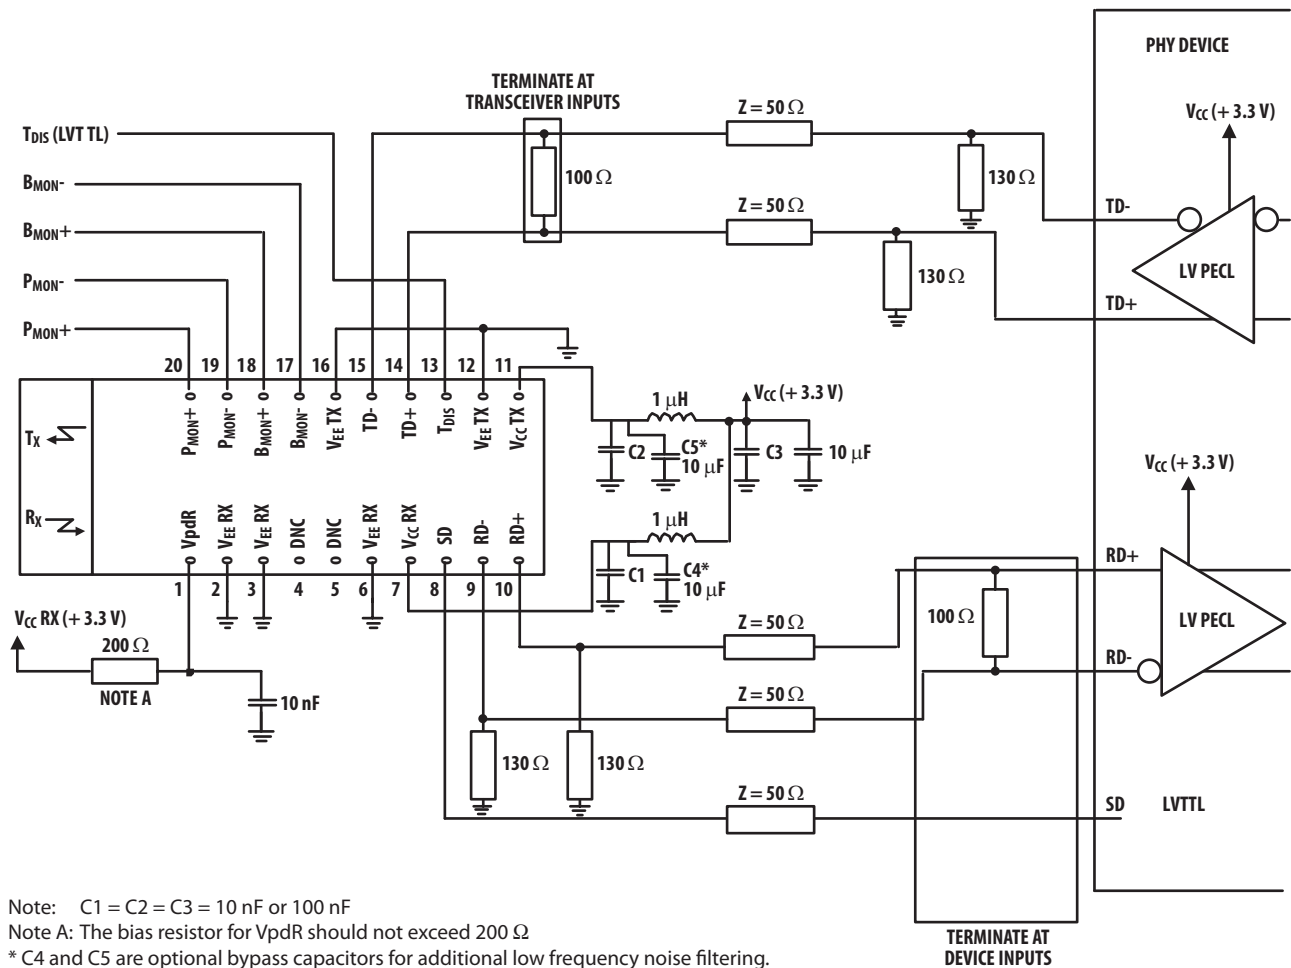 PHY DEVICE
TERMINATE AT
TRANSCEIVER INPUTS
Z = 50 Ω
VCC (+ 3.3 V)
TDIS (LVT TL)
100 Ω
130 Ω
BMON-
Z = 50 Ω
TD-
BMON+
130 Ω
LV PECL
PMON-
TD+
PMON+
20 19 18 17 16 15 14 13 12 11
TX
PMON+
PMON-
BMON+
BMON-
VEE TX
TD-
TD+
TDIS
VEE TX
VCC TX
1 μH
VCC (+ 3.3 V)
C2
C5*
10 μF
C3
10 μF
RX
VpdR
VEE RX
VEE RX
DNC
DNC
VEE RX
VCC RX
SD
RD-
RD+
1 μH
C1
C4*
10 μF
1 2 3 4 5 6 7 8 9 10
VCC (+ 3.3 V)
RD+
100 Ω
LV PECL
RD-
VCC RX (+ 3.3 V)
200 Ω
NOTE A
10 nF
Z = 50 Ω
Z = 50 Ω
130 Ω
130 Ω
Z = 50 Ω
SD
LVTTL
Note: C1 = C2 = C3 = 10 nF or 100 nF
Note A: The bias resistor for VpdR should not exceed 200 Ω
* C4 and C5 are optional bypass capacitors for additional low frequency noise filtering.
TERMINATE AT
DEVICE INPUTS